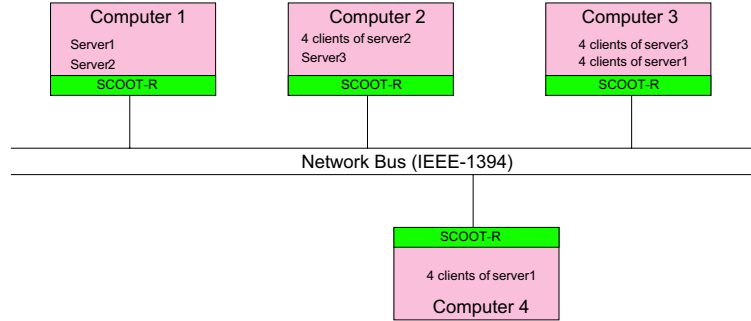 Computer 1
Server1
Server2
SCOOT-R
Computer 2
4 clients of server2
Server3
SCOOT-R
Computer 3
4 clients of server3
4 clients of server1
SCOOT-R
Network Bus (IEEE-1394)
SCOOT-R
4 clients of server1
Computer 4